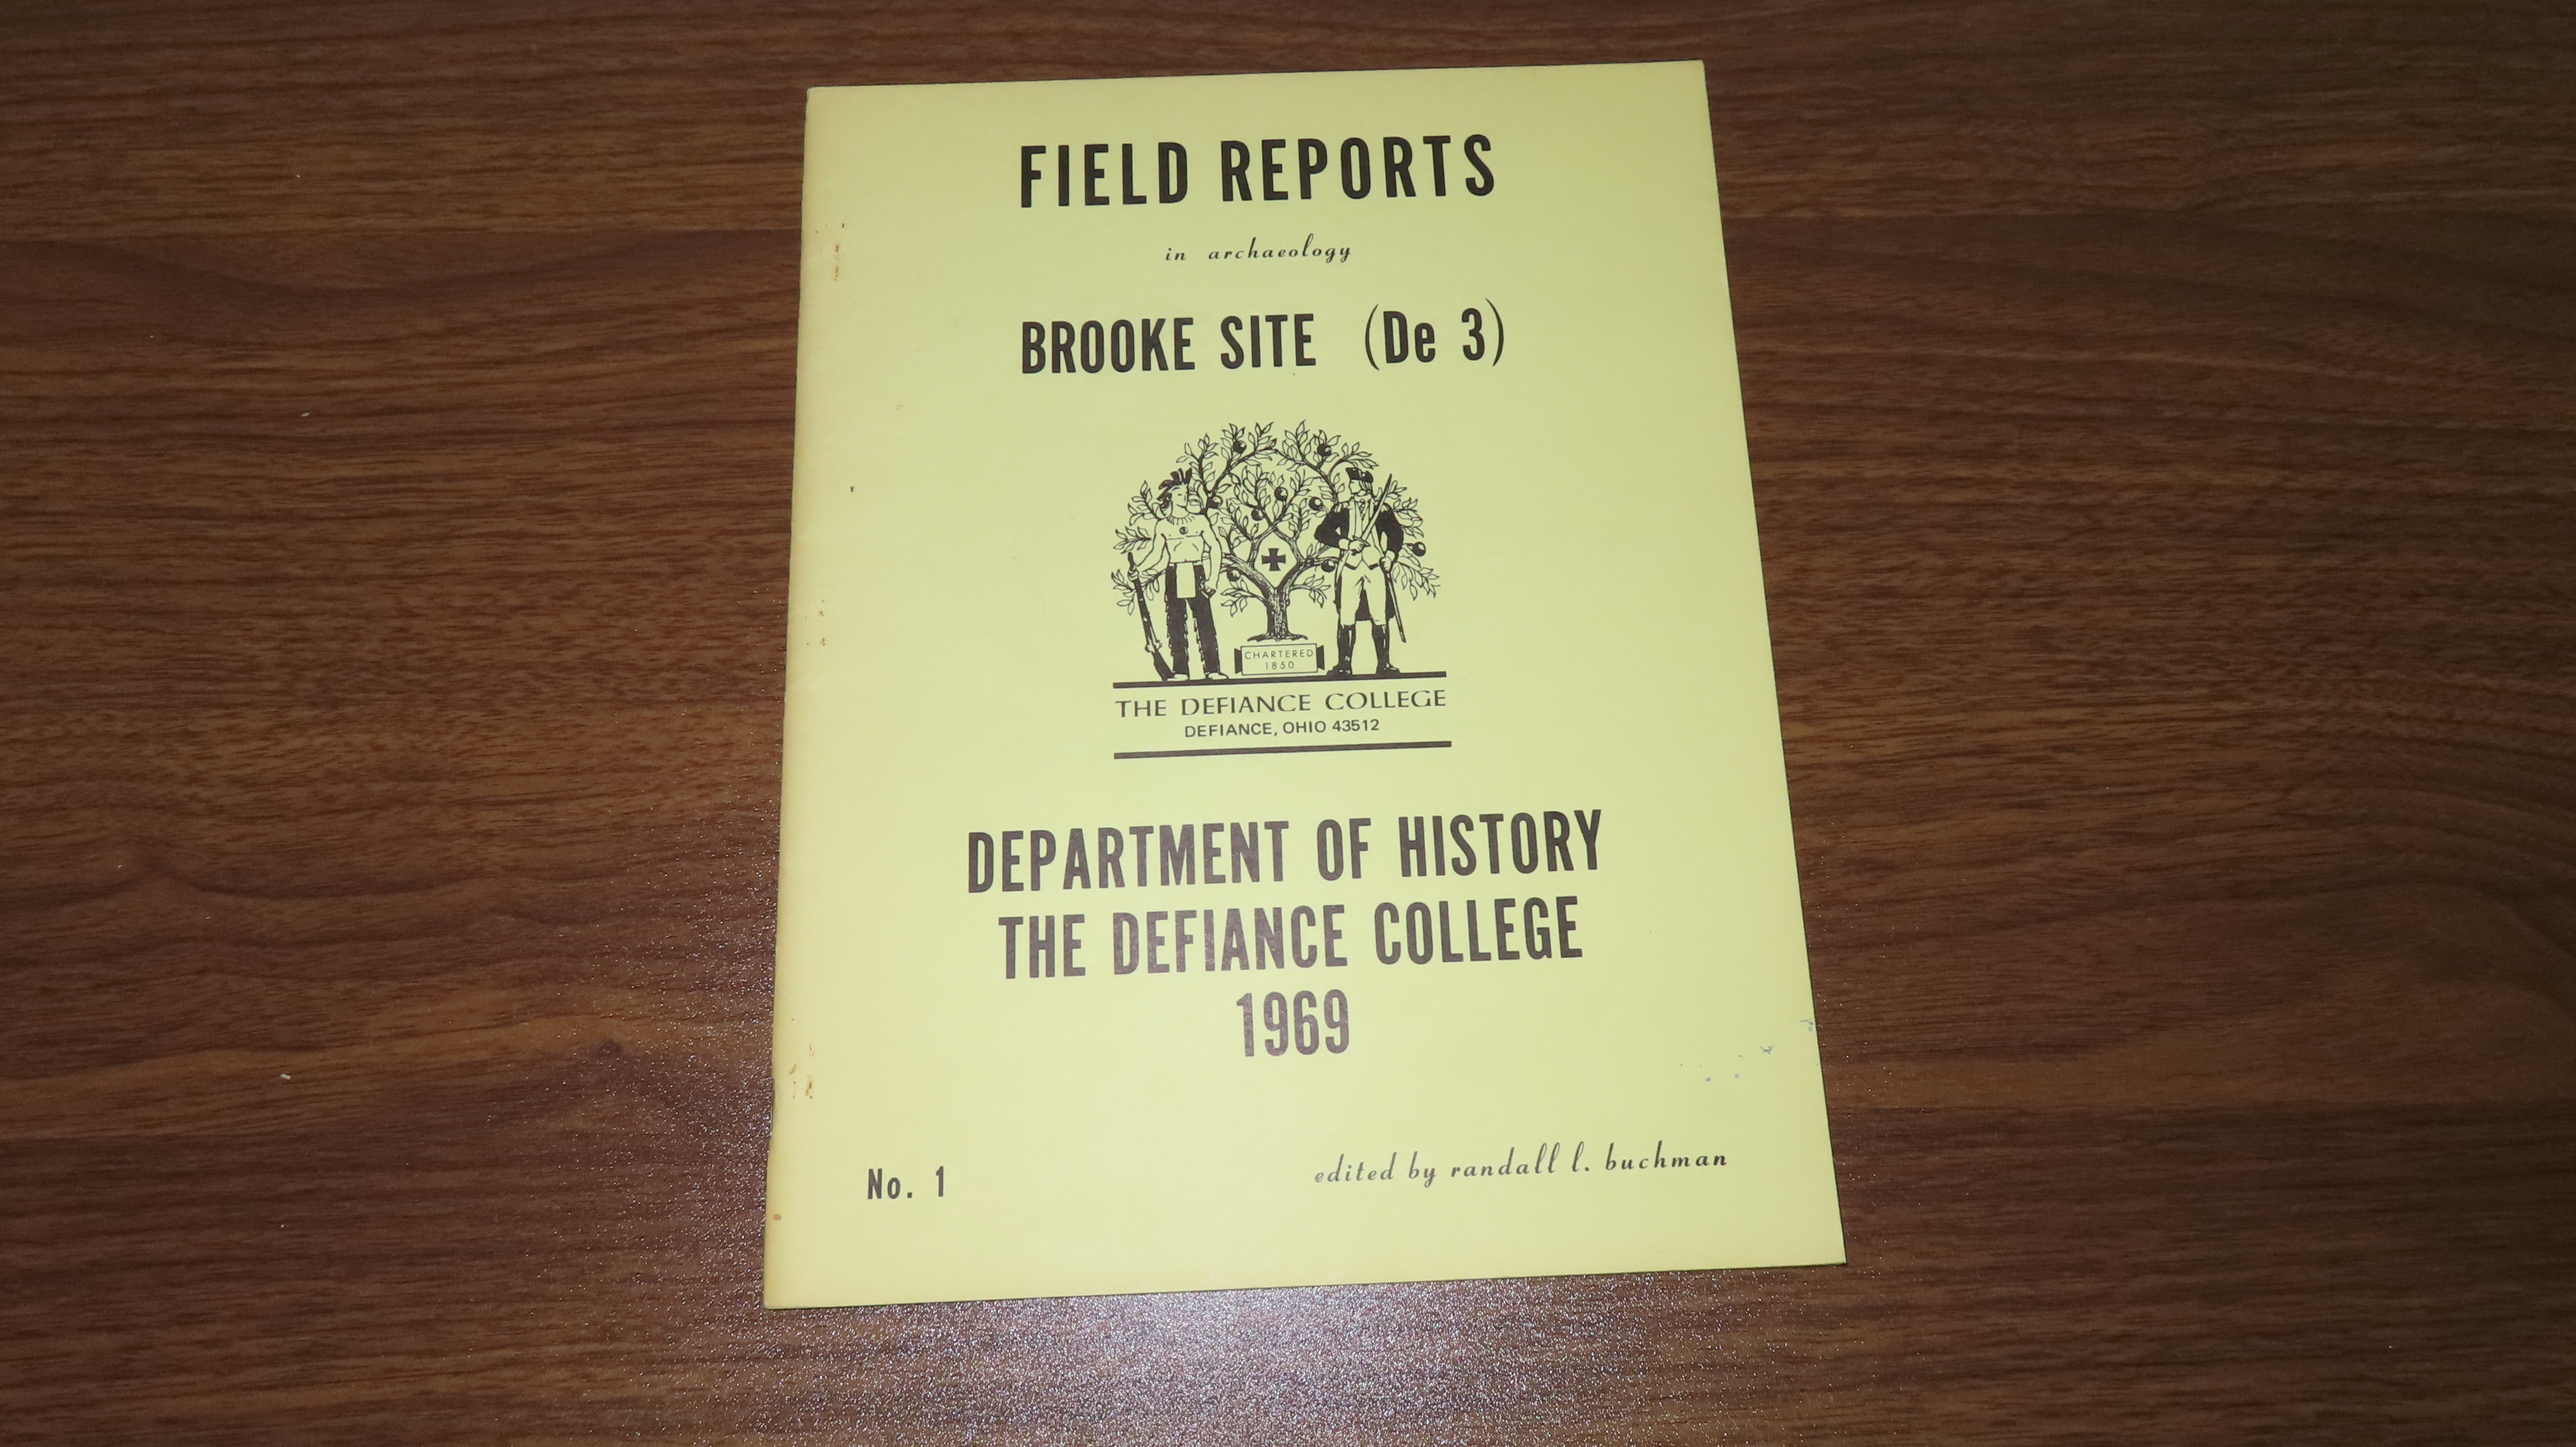 FIELD REPORTS
in archaeology
BROOKE SITE (De 3)
CHARTERED
1850
THE DEFIANCE COLLEGE
DEFIANCE, OHIO 43512
DEPARTMENT OF HISTORY
THE DEFIANCE COLLEGE
1969
No. 1
edited by randall l. buchman